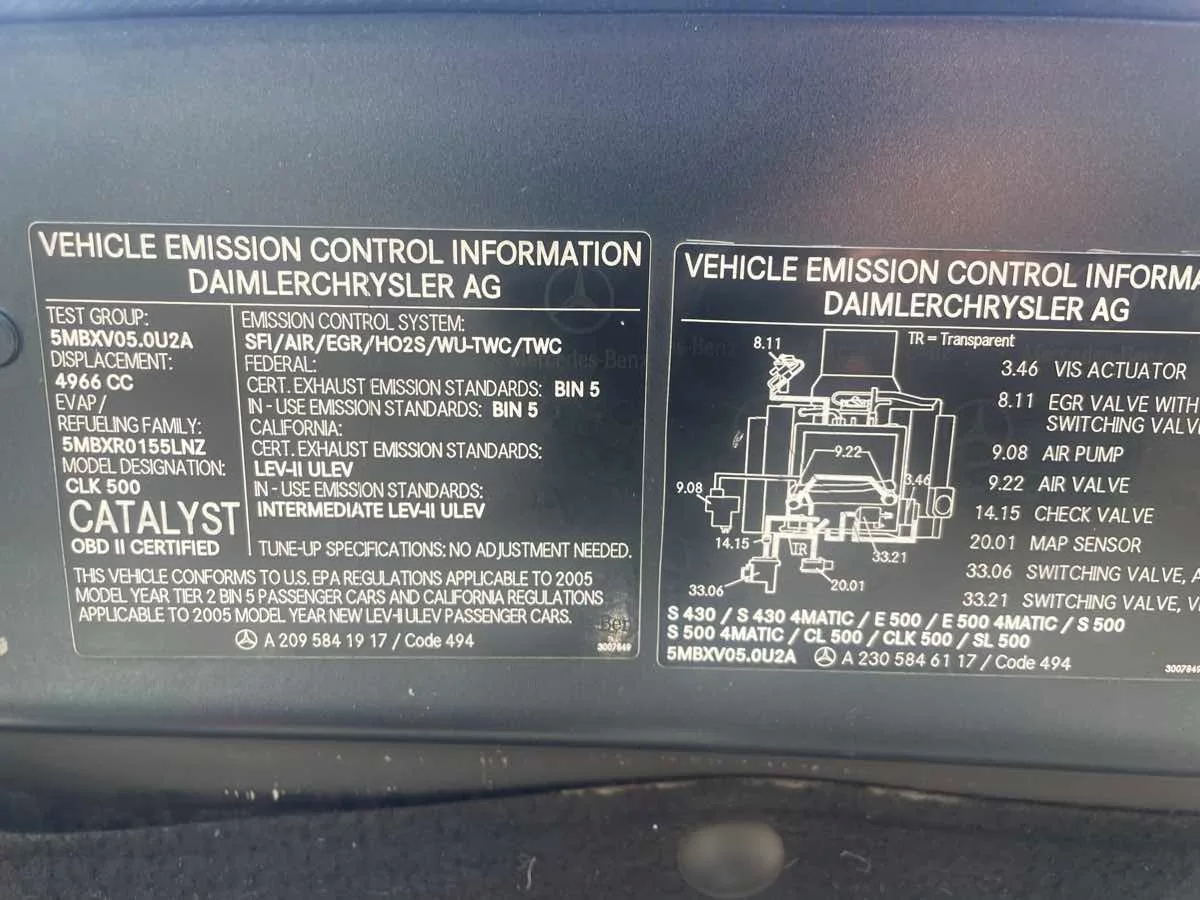 VEHICLE EMISSION CONTROL INFORMATION
DAIMLERCHRYSLER AG
TEST GROUP:
5MBXV05.0U2A
DISPLACEMENT:
4966 CC
EVAP/
REFUELING FAMILY:
5MBXR0155LNZ
MODEL DESIGNATION:
CLK 500
CATALYST
OBD II CERTIFIED
EMISSION CONTROL SYSTEM:
SFI/AIR/EGR/HO2S/WU-TWC/TWC
FEDERAL:
CERT. EXHAUST EMISSION STANDARDS: BIN 5
IN - USE EMISSION STANDARDS: BIN 5
CALIFORNIA:
CERT. EXHAUST EMISSION STANDARDS:
LEV-II ULEV
IN - USE EMISSION STANDARDS:
INTERMEDIATE LEV-II ULEV
TUNE-UP SPECIFICATIONS: NO ADJUSTMENT NEEDED.
THIS VEHICLE CONFORMS TO U.S. EPA REGULATIONS APPLICABLE TO 2005
MODEL YEAR TIER 2 BIN 5 PASSENGER CARS AND CALIFORNIA REGULATIONS
APPLICABLE TO 2005 MODEL YEAR NEW LEV-II ULEV PASSENGER CARS.
A 209 584 19 17 / Code 494
3007849
Mercedes-Benz
VEHICLE EMISSION CONTROL INFORMA
DAIMLERCHRYSLER AG
TR = Transparent
8.11
9.22
3.46
9.08
14.15
TR
33.21
33.06
20.01
3.46 VIS ACTUATOR
8.11 EGR VALVE WITH
SWITCHING VALV
9.08 AIR PUMP
9.22 AIR VALVE
14.15 CHECK VALVE
20.01 MAP SENSOR
33.06 SWITCHING VALVE, A
33.21 SWITCHING VALVE, V
S 430 / S 430 4MATIC / E 500 / E 500 4MATIC / S 500
S 500 4MATIC / CL 500 / CLK 500 / SL 500
5MBXV05.0U2A A 230 584 61 17 / Code 494
3007849